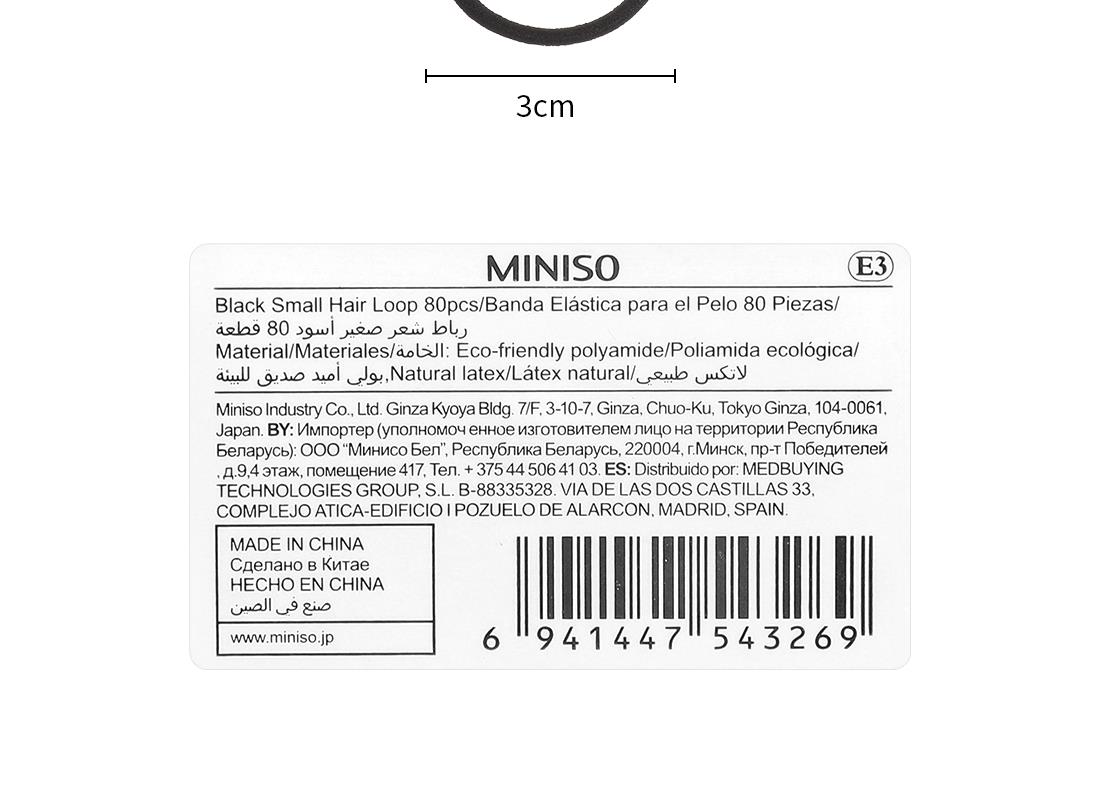 3cm
MINISO E3
Black Small Hair Loop 80pcs/Banda Elástica para el Pelo 80 Piezas/
رباط شعر صغير أسود 80 قطعة
Material/Materiales/الخامة: Eco-friendly polyamide/Poliamida ecológica/
بولي أميد صديق للبيئة,Natural latex/Látex natural/لاتكس طبيعي
Miniso Industry Co., Ltd. Ginza Kyoya Bldg. 7/F, 3-10-7, Ginza, Chuo-Ku, Tokyo Ginza, 104-0061,
Japan. BY: Импортер (уполномоч енное изготовителем лицо на территории Республика
Беларусь): ООО “Минисо Бел”, Республика Беларусь, 220004, г.Минск, пр-т Победителей
, д.9,4 этаж, помещение 417, Тел. + 375 44 506 41 03. ES: Distribuido por: MEDBUYING
TECHNOLOGIES GROUP, S.L. B-88335328. VIA DE LAS DOS CASTILLAS 33,
COMPLEJO ATICA-EDIFICIO I POZUELO DE ALARCON, MADRID, SPAIN.
MADE IN CHINA
Сделано в Китае
HECHO EN CHINA
صنع في الصين
www.miniso.jp
6 941447 543269